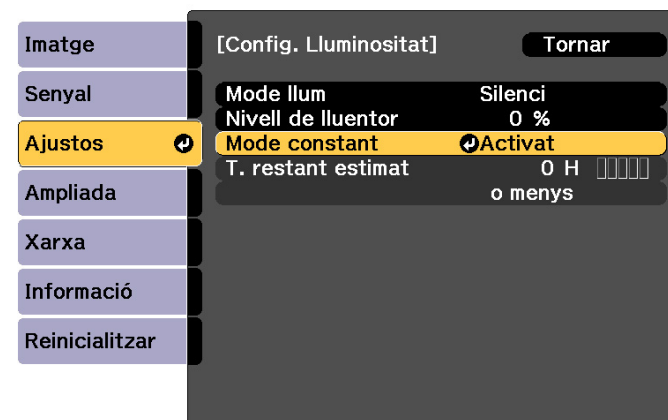 Imatge
Senyal
Ajustos
Ampliada
Xarxa
Informació
Reinicialitzar
[Config. Lluminositat] Tornar
Mode llum Silenci
Nivell de lluentor 0 %
Mode constant Activat
T. restant estimat 0 H
o menys